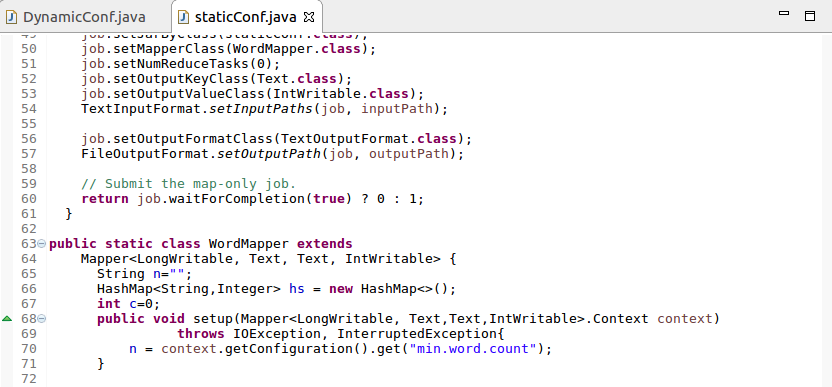 DynamicConf.java staticConf.java
49 job.setJarByClass(staticConf.class);
50 job.setMapperClass(WordMapper.class);
51 job.setNumReduceTasks(0);
52 job.setOutputKeyClass(Text.class);
53 job.setOutputValueClass(IntWritable.class);
54 TextInputFormat.setInputPaths(job, inputPath);
55
56 job.setOutputFormatClass(TextOutputFormat.class);
57 FileOutputFormat.setOutputPath(job, outputPath);
58
59 // Submit the map-only job.
60 return job.waitForCompletion(true) ? 0 : 1;
61 }
62
63 public static class WordMapper extends
64 Mapper<LongWritable, Text, Text, IntWritable> {
65 String n="";
66 HashMap<String,Integer> hs = new HashMap<>();
67 int c=0;
68 public void setup(Mapper<LongWritable, Text,Text,IntWritable>.Context context)
69 throws IOException, InterruptedException{
70 n = context.getConfiguration().get("min.word.count");
71 }
72